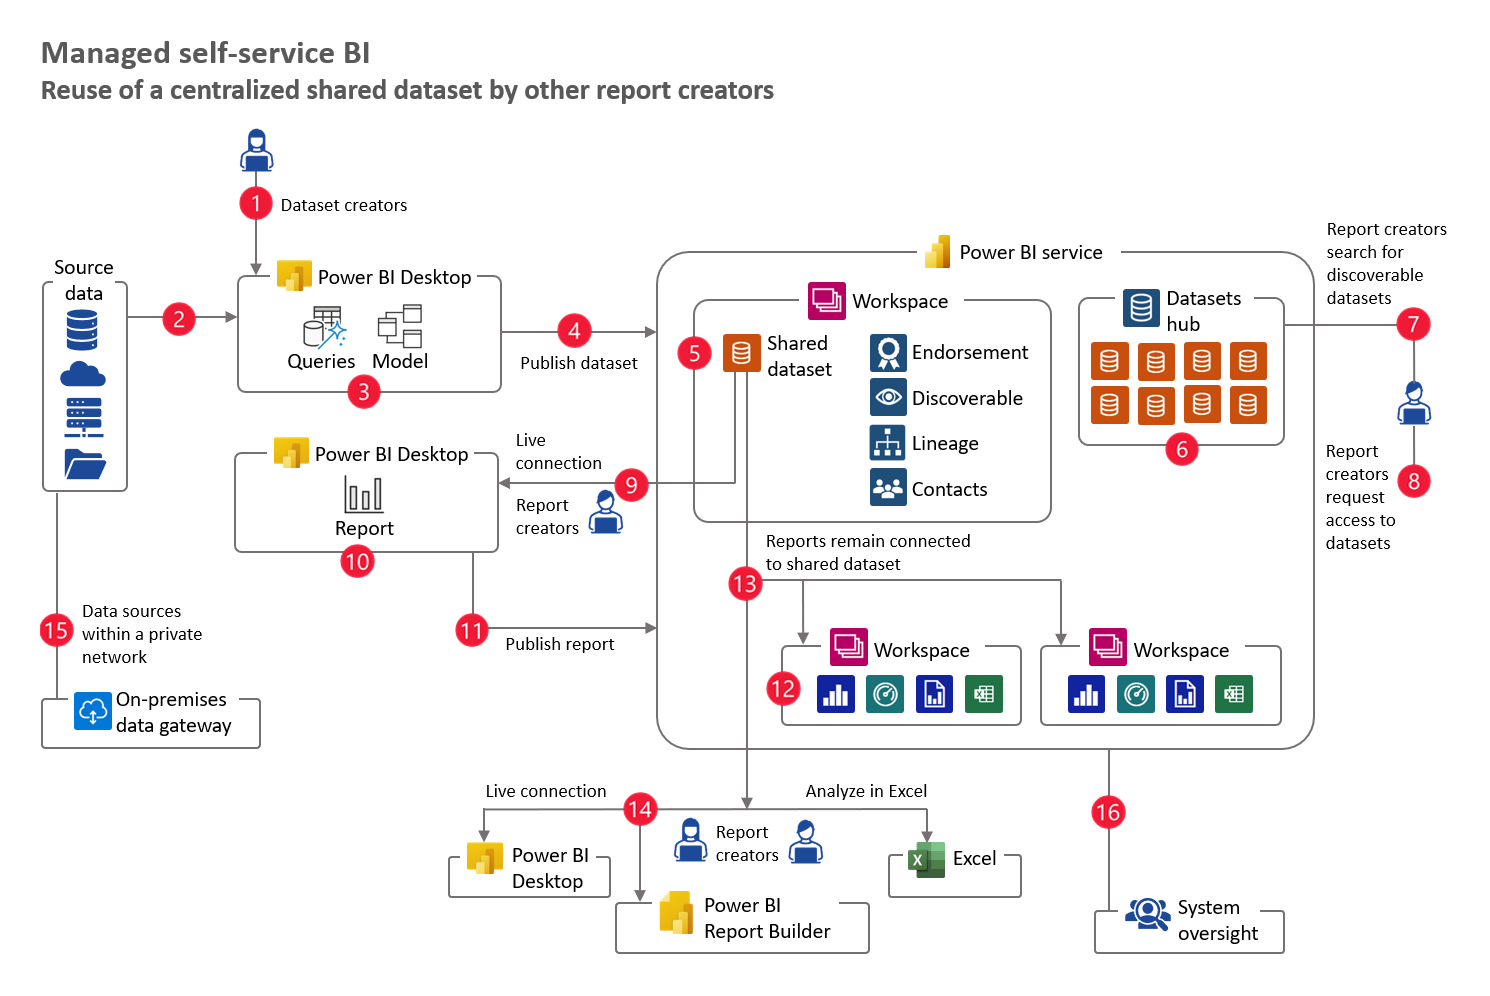 Managed self-service BI
Reuse of a centralized shared dataset by other report creators
1
Dataset creators
Source
data
2
Power BI Desktop
Queries
Model
3
4
Publish dataset
Power BI service
Workspace
5
Shared
dataset
Endorsement
Discoverable
Lineage
Contacts
Datasets
hub
6
Report creators
search for
discoverable
datasets
7
Report
creators
request
access to
datasets
8
Live
connection
9
Report
creators
Power BI Desktop
Report
10
11
Publish report
Reports remain connected
to shared dataset
13
12
Workspace
Workspace
15
Data sources
within a private
network
On-premises
data gateway
Live connection
14
Analyze in Excel
Report
creators
Power BI
Desktop
Power BI
Report Builder
X
Excel
16
System
oversight